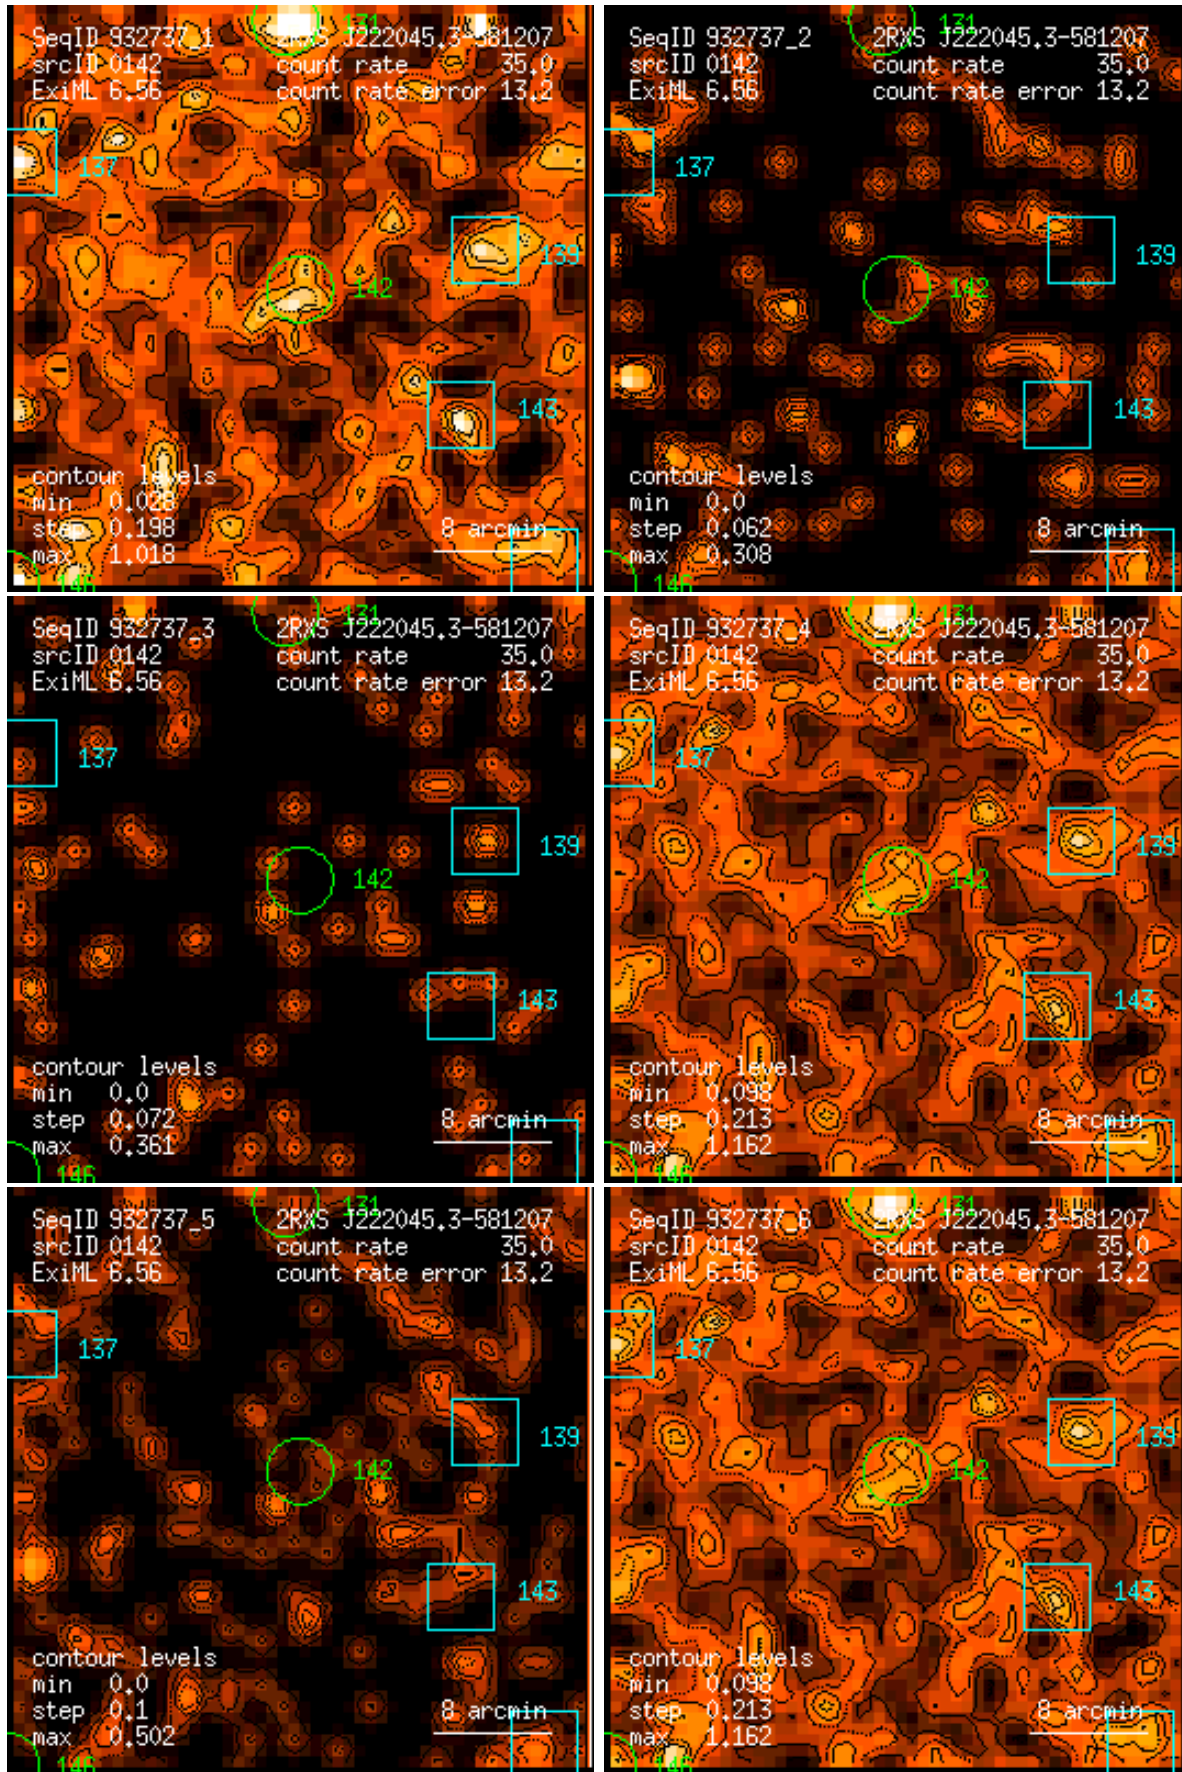 131
SeqID 932737_1 2RXS J222045.3-581207
srcID 0142 count rate 35.0
ExiML 6.56 count rate error 13.2
137
139
142
143
contour levels
min 0.028
step 0.198 8 arcmin
max 1.018
146
131
SeqID 932737_2 2RXS J222045.3-581207
srcID 0142 count rate 35.0
ExiML 6.56 count rate error 13.2
137
139
142
143
contour levels
min 0.0
step 0.062 8 arcmin
max 0.308
146
131
SeqID 932737_3 2RXS J222045.3-581207
srcID 0142 count rate 35.0
ExiML 6.56 count rate error 13.2
137
139
142
143
contour levels
min 0.0
step 0.072 8 arcmin
max 0.361
146
131
SeqID 932737_4 2RXS J222045.3-581207
srcID 0142 count rate 35.0
ExiML 6.56 count rate error 13.2
137
139
142
143
contour levels
min 0.098
step 0.213 8 arcmin
max 1.162
146
131
SeqID 932737_5 2RXS J222045.3-581207
srcID 0142 count rate 35.0
ExiML 6.56 count rate error 13.2
137
139
142
143
contour levels
min 0.0
step 0.1 8 arcmin
max 0.502
146
131
SeqID 932737_6 2RXS J222045.3-581207
srcID 0142 count rate 35.0
ExiML 6.56 count rate error 13.2
137
139
142
143
contour levels
min 0.098
step 0.213 8 arcmin
max 1.162
146